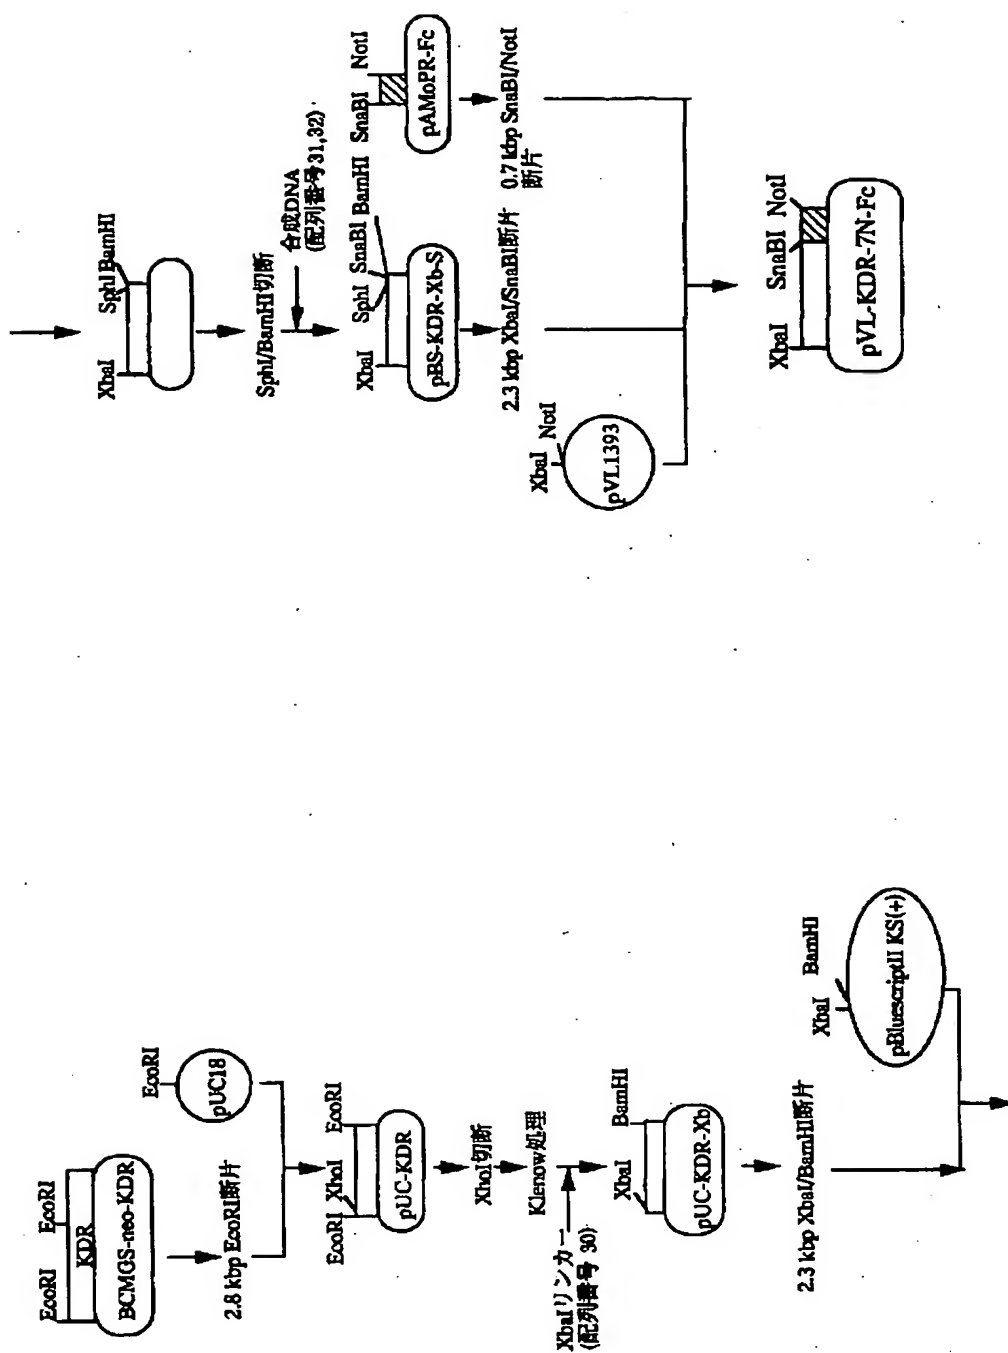 EcoRI
EcoRI
KDR
BCMGS-neo-KDR
2.8 kbp EcoRI断片
EcoRI
pUC18
EcoRI
XhoI
EcoRI
pUC-KDR
XhoI切断
Klenow処理
XbaIリンカー
(配列番号 30)
XbaI
BamHI
pUC-KDR-Xb
2.3 kbp XbaI/BamHI断片
XbaI
BamHI
pBluescriptII KS(+)
XbaI
SphI
BamHI
SphI/BamHI切断
合成DNA
(配列番号31,32)
XbaI
SphI
SnaBI
BamHI
pBS-KDR-Xb-S
SnaBI
NotI
pAMoPR-Fc
2.3 kbp XbaI/SnaBI断片
0.7 kbp SnaBI/NotI
断片
XbaI
NotI
pVL1393
XbaI
SnaBI
NotI
pVL-KDR-7N-Fc